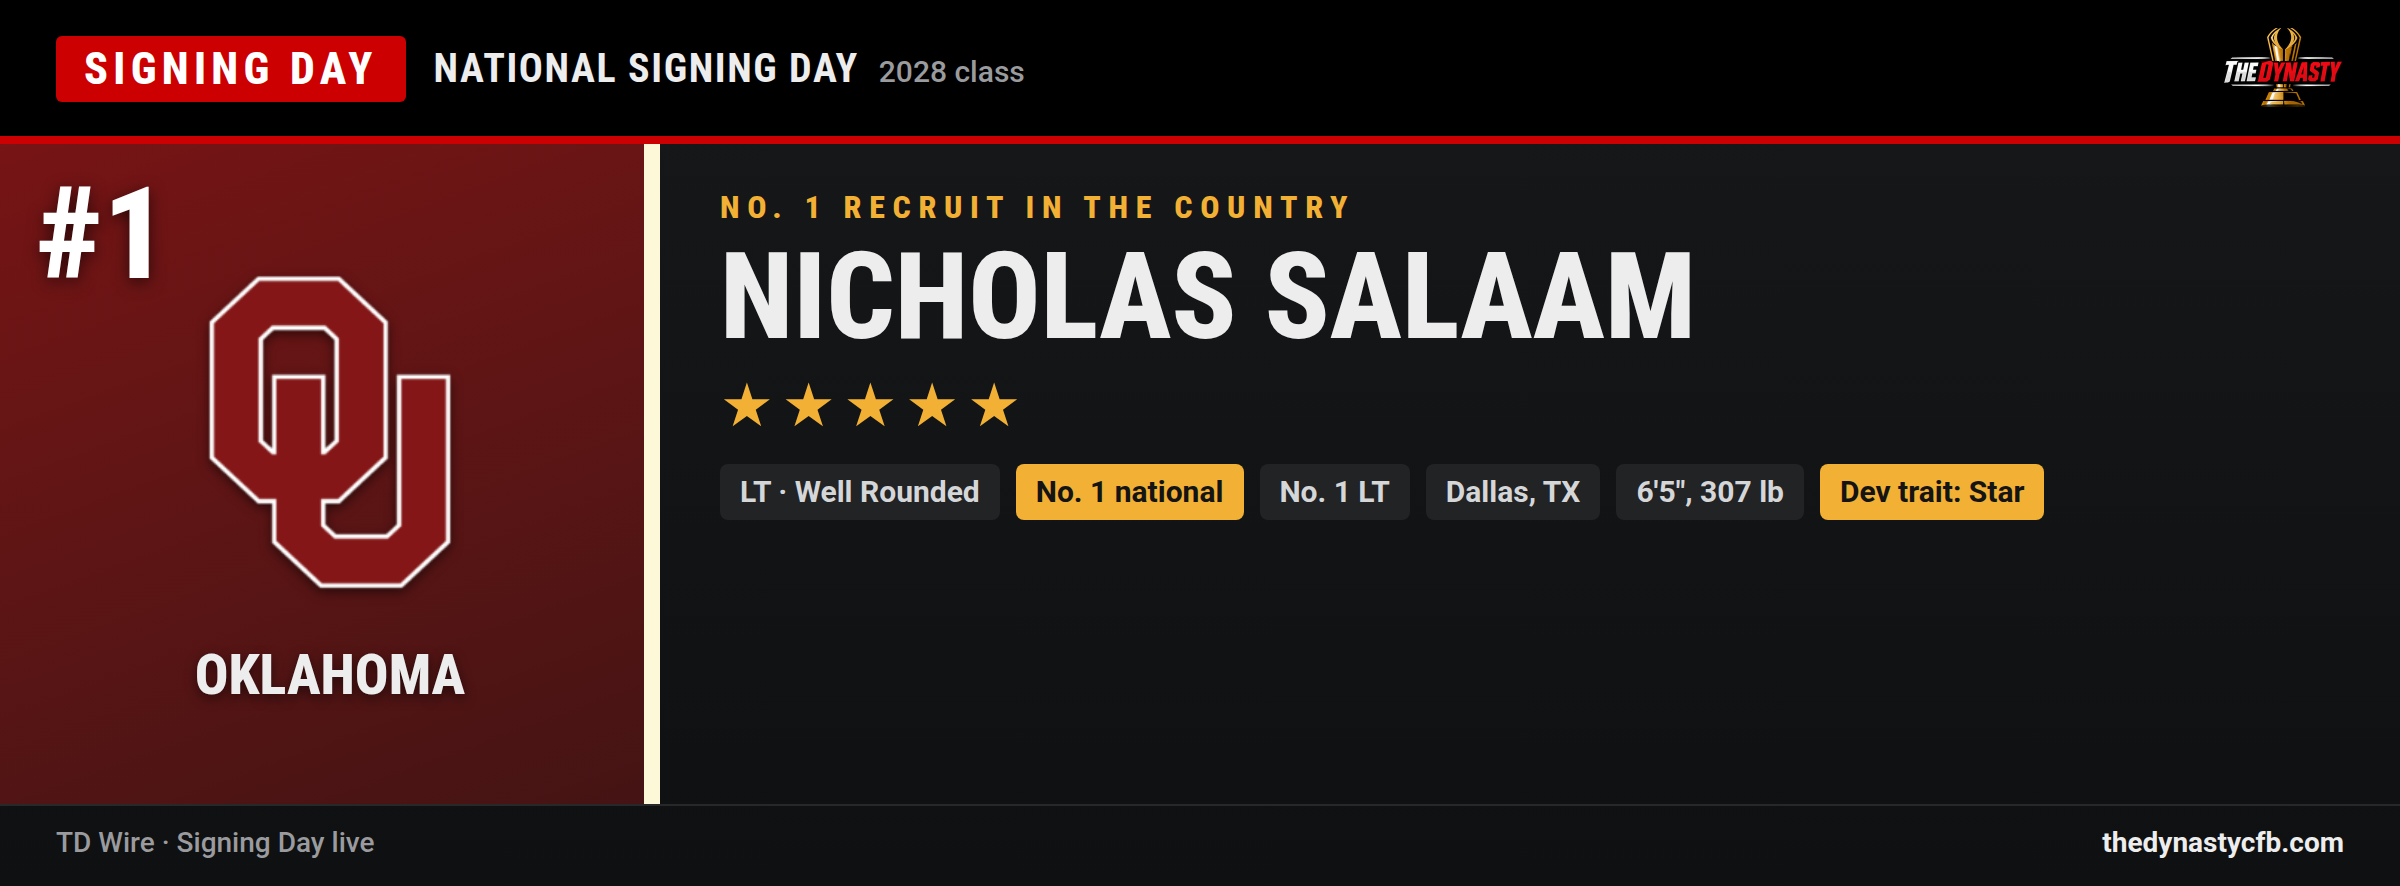 SIGNING DAY NATIONAL SIGNING DAY 2028 class
THE DYNASTY
#1
OU
OKLAHOMA
NO. 1 RECRUIT IN THE COUNTRY
NICHOLAS SALAAM
★★★★★
LT · Well Rounded No. 1 national No. 1 LT Dallas, TX 6'5", 307 lb Dev trait: Star
TD Wire · Signing Day live
thedynastycfb.com